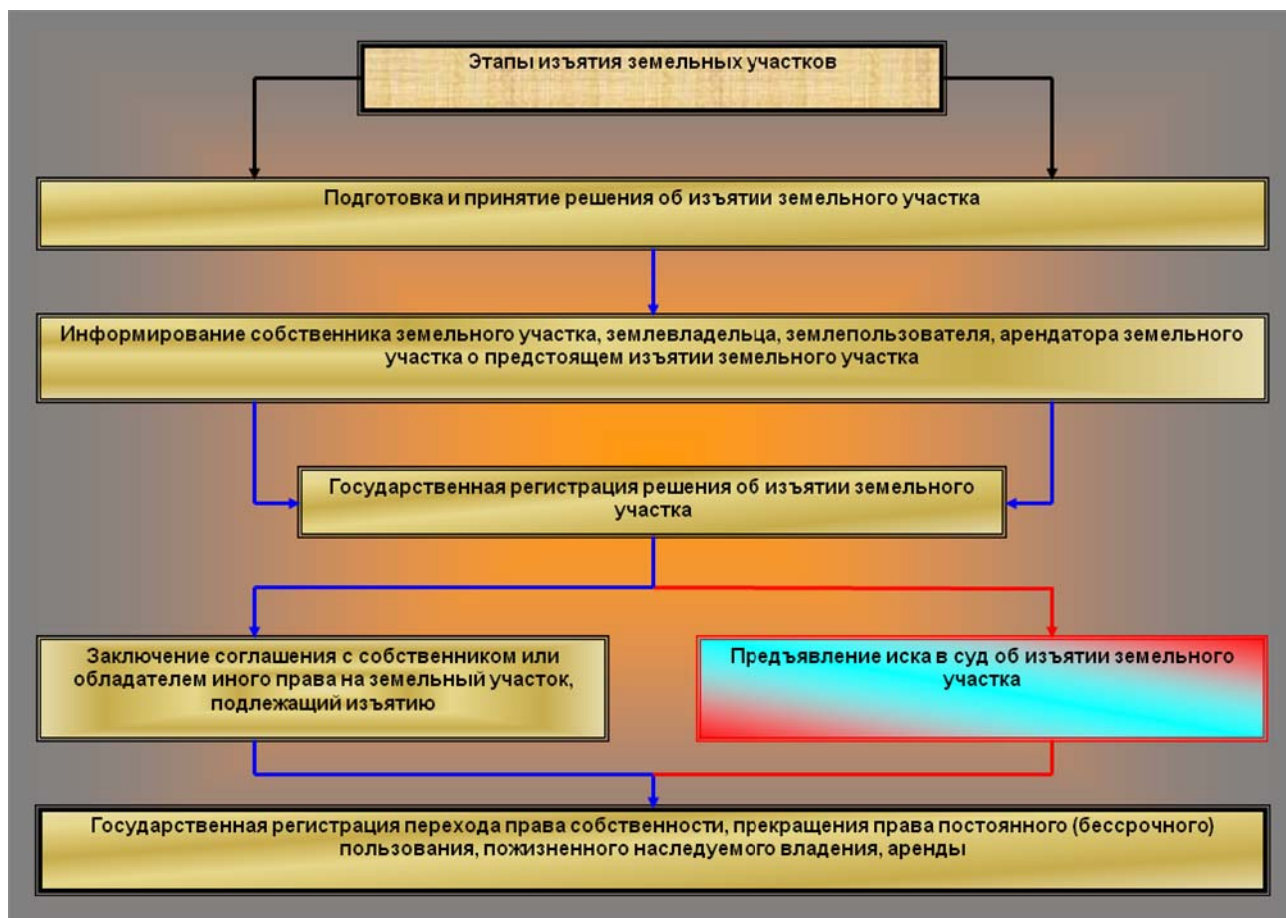 Этапы изъятия земельных участков
Подготовка и принятие решения об изъятии земельного участка
Информирование собственника земельного участка, землевладельца, землепользователя, арендатора земельного
участка о предстоящем изъятии земельного участка
Государственная регистрация решения об изъятии земельного
участка
Заключение соглашения с собственником или
обладателем иного права на земельный участок,
подлежащий изъятию
Предъявление иска в суд об изъятии земельного
участка
Государственная регистрация перехода права собственности, прекращения права постоянного (бессрочного)
пользования, пожизненного наследуемого владения, аренды